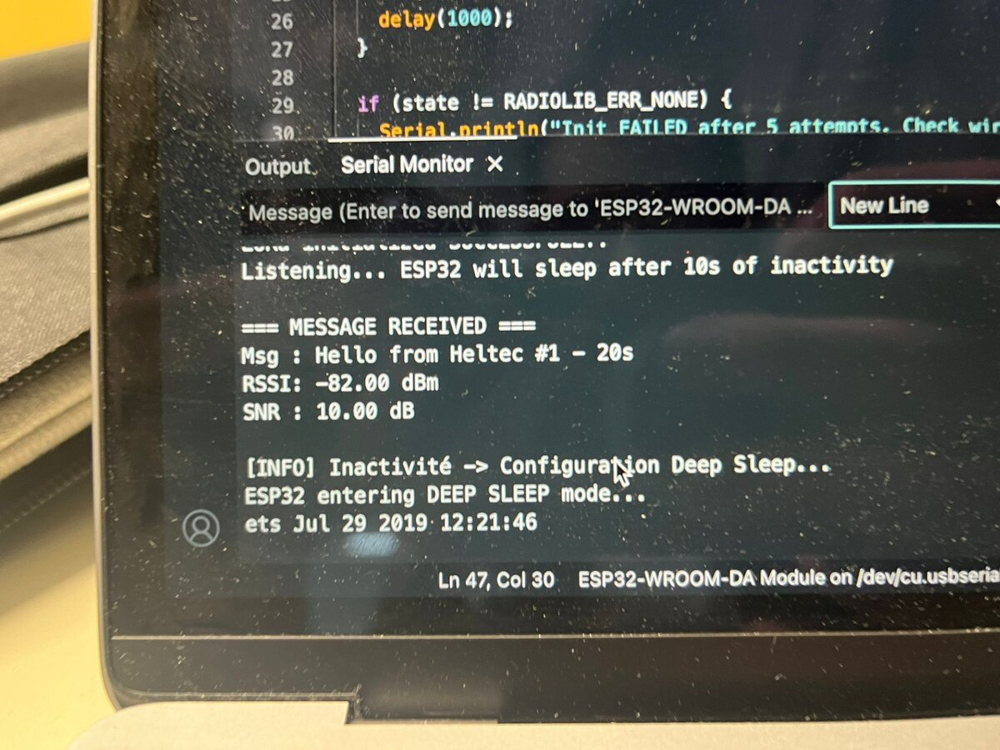 26 delay(1000);
27 }
28
29 if (state != RADIOLIB_ERR_NONE) {
30 Serial.println("Init FAILED after 5 attempts. Check wir
Output Serial Monitor X
Message (Enter to send message to 'ESP32-WROOM-DA ... New Line
Listening... ESP32 will sleep after 10s of inactivity
=== MESSAGE RECEIVED ===
Msg : Hello from Heltec #1 - 20s
RSSI: -82.00 dBm
SNR : 10.00 dB
[INFO] Inactivité -> Configuration Deep Sleep...
ESP32 entering DEEP SLEEP mode...
ets Jul 29 2019 12:21:46
Ln 47, Col 30 ESP32-WROOM-DA Module on /dev/cu.usbseria